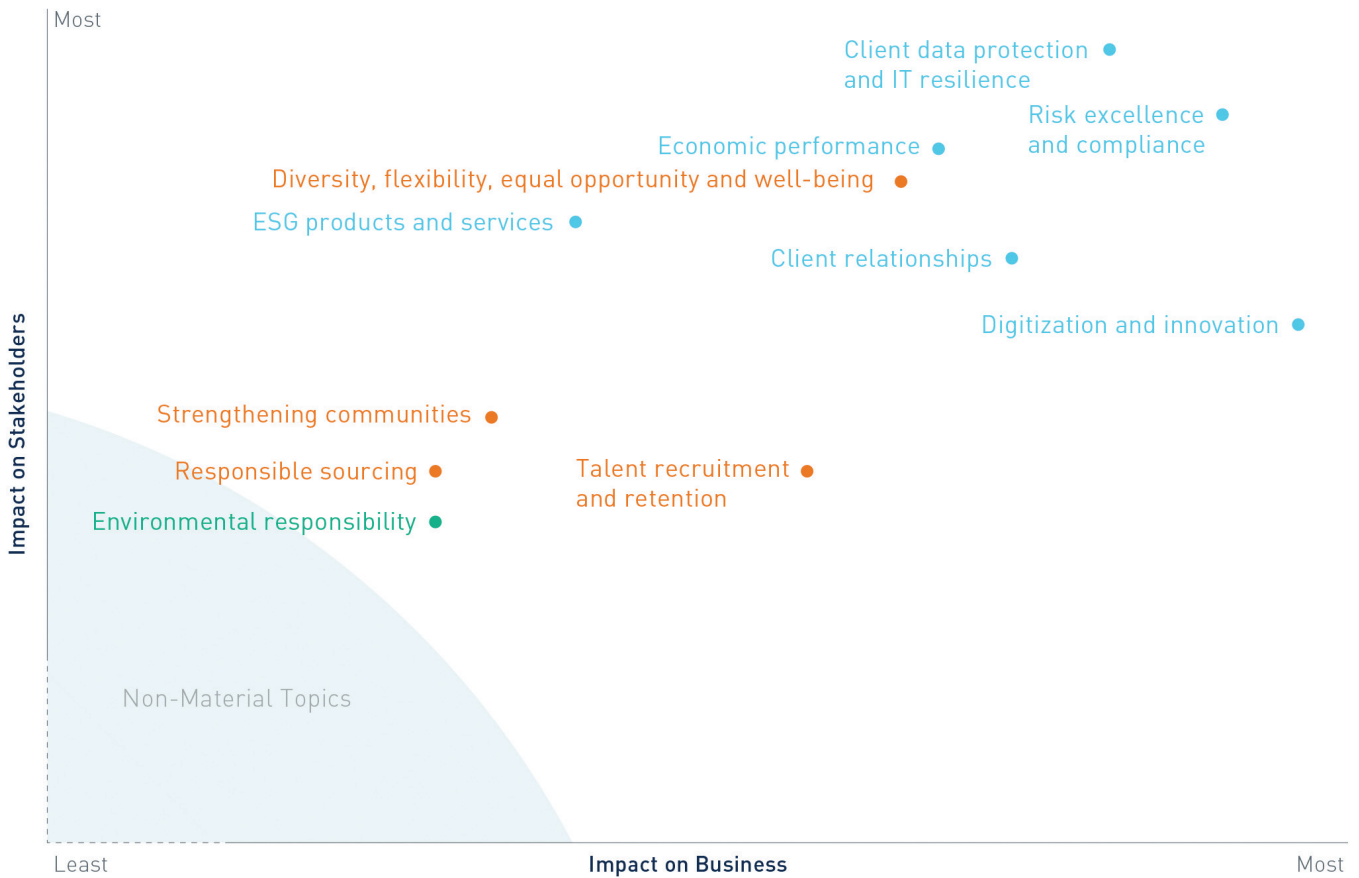 Most
Client data protection
and IT resilience
Risk excellence
and compliance
Economic performance
Diversity, flexibility, equal opportunity and well-being
ESG products and services
Client relationships
Digitization and innovation
Impact on Stakeholders
Strengthening communities
Responsible sourcing
Talent recruitment
and retention
Environmental responsibility
Non-Material Topics
Least
Impact on Business
Most